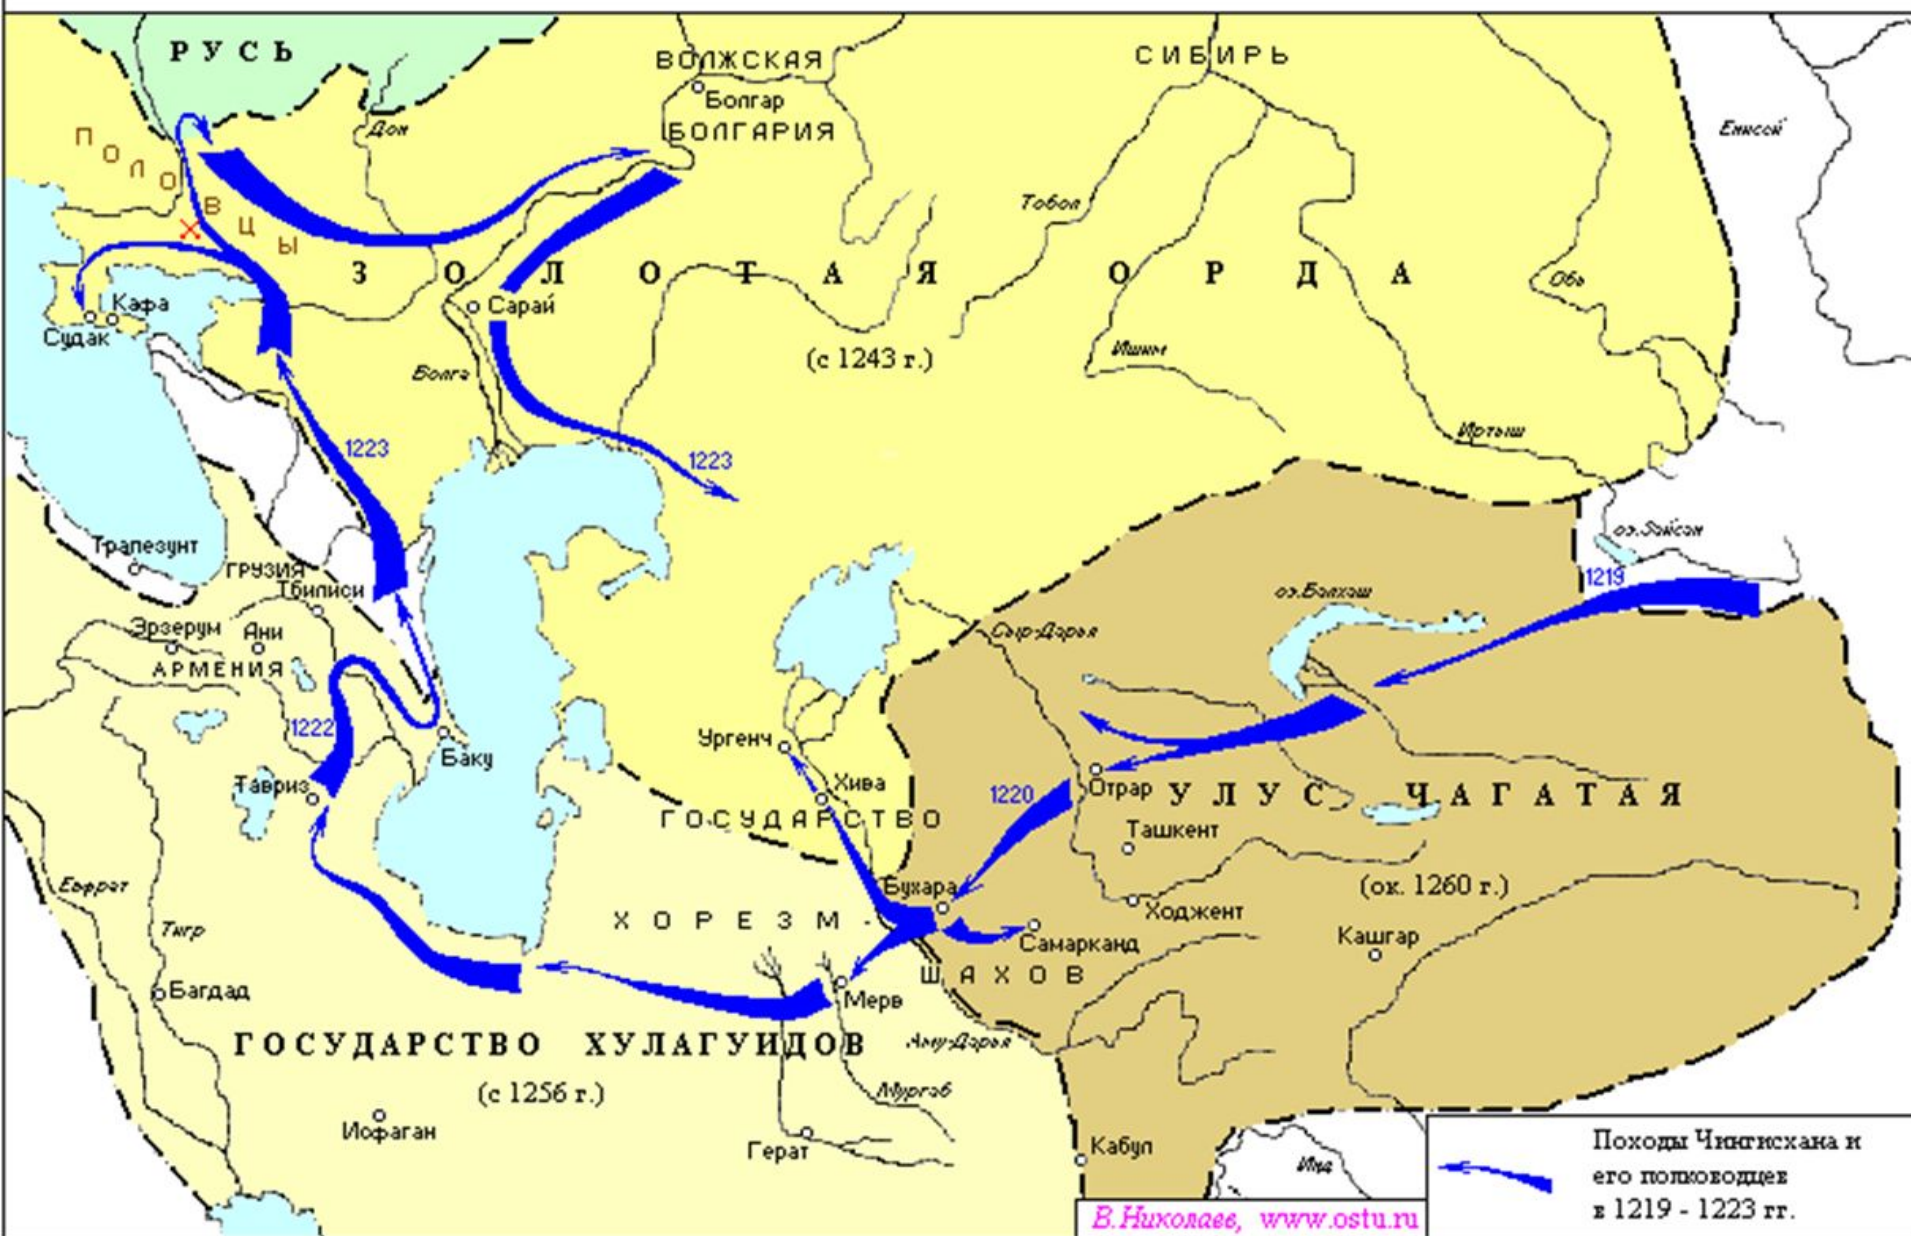 РУСЬ
ВОЛЖСКАЯ
СИБИРЬ
Болгар
БОЛГАРИЯ
Дон
Енисей
ПОЛОВЦЫ
Тобол
ЗОЛОТАЯ ОРДА
Обь
Кафа
Сарай
Судак
(с 1243 г.)
Ишим
Волга
1223
1223
Иртыш
оз.Зайсан
Трапезунт
ГРУЗИЯ
Тбилиси
1219
оз.Балхаш
Эрзерум
Ани
Сыр-Дарья
АРМЕНИЯ
1222
Ургенч
Баку
Тавриз
Хива
1220
Отрар
УЛУС ЧАГАТАЯ
ГОСУДАРСТВО
Ташкент
Евфрат
Бухара
(ок. 1260 г.)
ХОРЕЗМ-
Ходжент
Тигр
Самарканд
Кашгар
ШАХОВ
Багдад
Мерв
ГОСУДАРСТВО ХУЛАГУИДОВ
Аму-Дарья
(с 1256 г.)
Мургаб
Исфаган
Герат
Кабул
Инд
Походы Чингисхана и
его полководцев
в 1219 - 1223 гг.
В.Николаев, www.ostu.ru